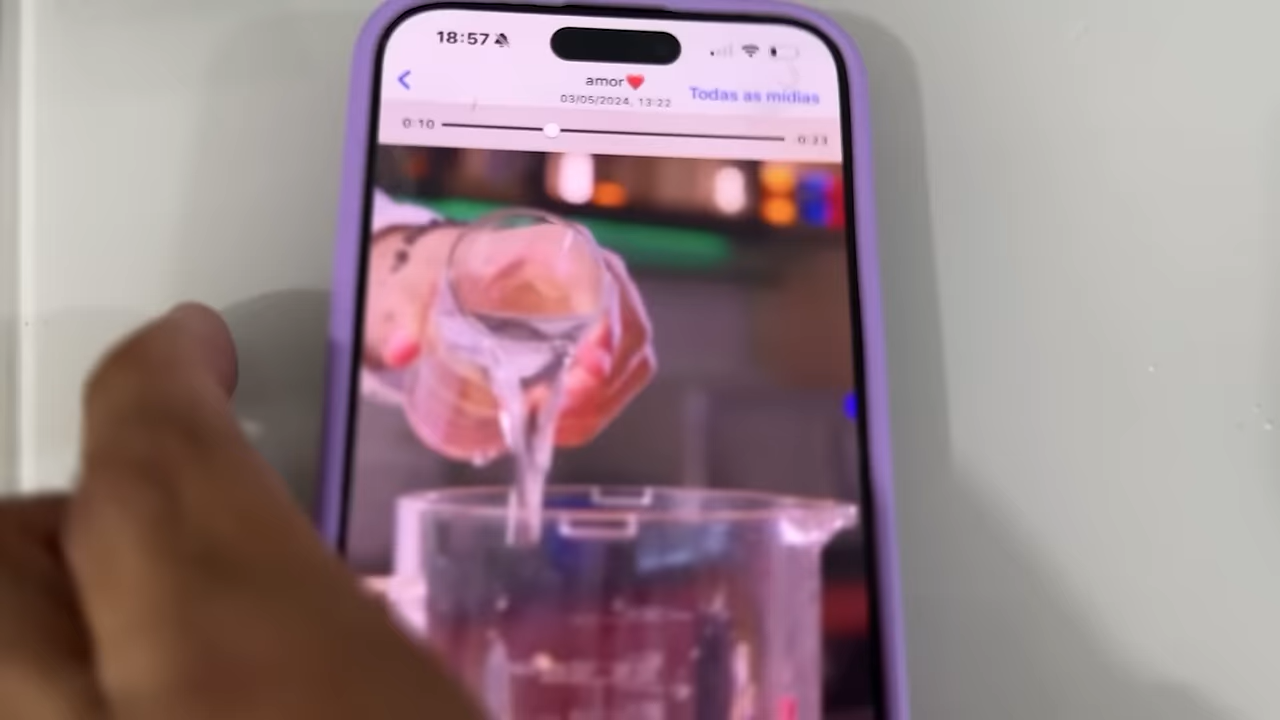 18:57
amor❤️
Todas as mídias
03/05/2024, 13:22
0:10
-0:23